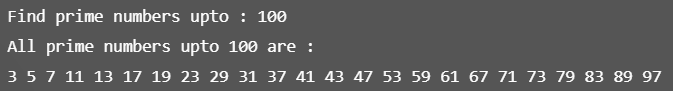 Find prime numbers upto : 100
All prime numbers upto 100 are :
3 5 7 11 13 17 19 23 29 31 37 41 43 47 53 59 61 67 71 73 79 83 89 97